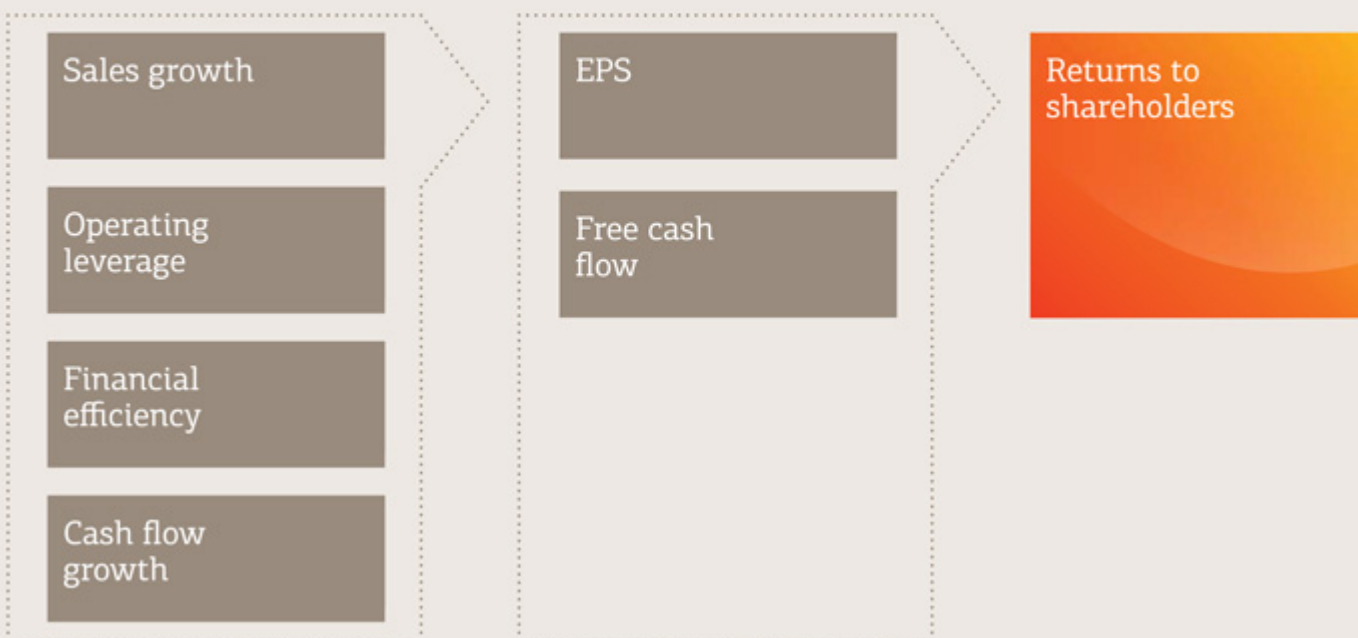 Sales growth
Operating
leverage
Financial
efficiency
Cash flow
growth
EPS
Free cash
flow
Returns to
shareholders